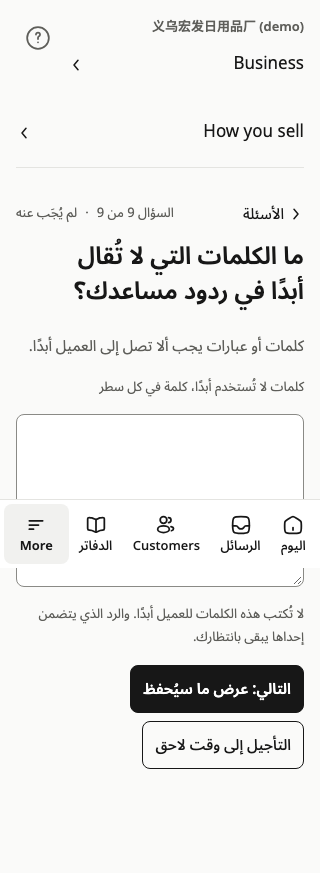 义乌宏发日用品厂 (demo)
Business
How you sell
الأسئلة
السؤال 9 من 9 · لم يُجَب عنه
ما الكلمات التي لا تُقال
أبدًا في ردود مساعدك؟
كلمات أو عبارات يجب ألا تصل إلى العميل أبدًا.
كلمات لا تُستخدم أبدًا، كلمة في كل سطر
اليوم
الرسائل
Customers
الدفاتر
More
لا تُكتب هذه الكلمات للعميل أبدًا. والرد الذي يتضمن
إحداها يبقى بانتظارك.
التالي: عرض ما سيُحفظ
التأجيل إلى وقت لاحق